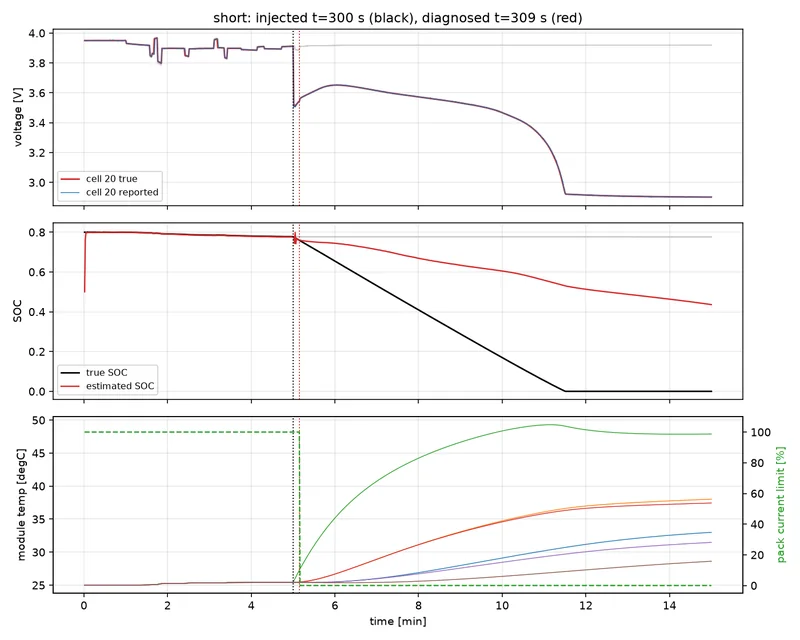 short: injected t=300 s (black), diagnosed t=309 s (red)
voltage [V]
4.0
3.8
3.6
3.4
3.2
3.0
cell 20 true
cell 20 reported
SOC
0.8
0.6
0.4
0.2
0.0
true SOC
estimated SOC
module temp [degC]
50
45
40
35
30
25
100
80
60
40
20
0
pack current limit [%]
0 2 4 6 8 10 12 14
time [min]